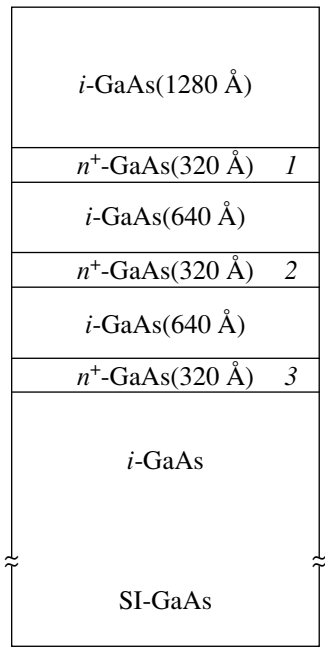 i-GaAs(1280 Å)
n⁺-GaAs(320 Å) 1
i-GaAs(640 Å)
n⁺-GaAs(320 Å) 2
i-GaAs(640 Å)
n⁺-GaAs(320 Å) 3
i-GaAs
SI-GaAs